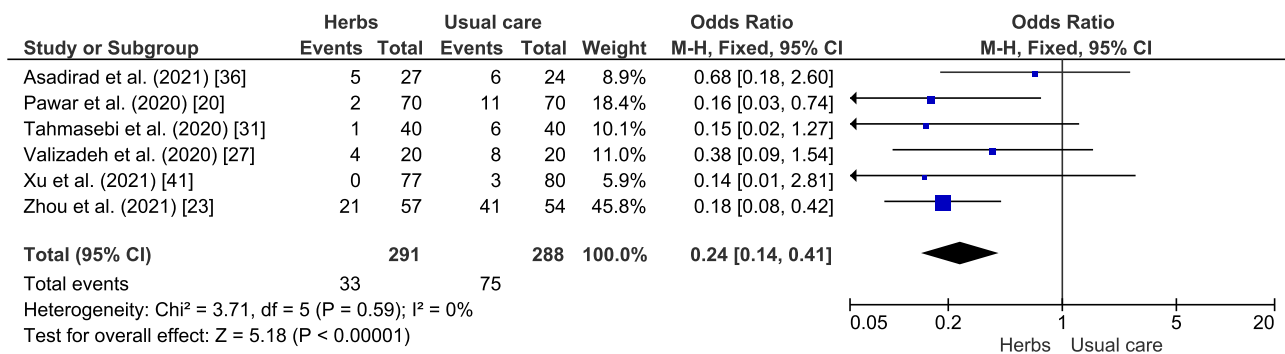 Herbs Usual care Odds Ratio Odds Ratio
Study or Subgroup Events Total Events Total Weight M-H, Fixed, 95% CI M-H, Fixed, 95% CI
Asadirad et al. (2021) [36] 5 27 6 24 8.9% 0.68 [0.18, 2.60]
Pawar et al. (2020) [20] 2 70 11 70 18.4% 0.16 [0.03, 0.74]
Tahmasebi et al. (2020) [31] 1 40 6 40 10.1% 0.15 [0.02, 1.27]
Valizadeh et al. (2020) [27] 4 20 8 20 11.0% 0.38 [0.09, 1.54]
Xu et al. (2021) [41] 0 77 3 80 5.9% 0.14 [0.01, 2.81]
Zhou et al. (2021) [23] 21 57 41 54 45.8% 0.18 [0.08, 0.42]
Total (95% CI) 291 288 100.0% 0.24 [0.14, 0.41]
Total events 33 75
Heterogeneity: Chi² = 3.71, df = 5 (P = 0.59); I² = 0%
Test for overall effect: Z = 5.18 (P < 0.00001)
0.05 0.2 1 5 20
Herbs Usual care